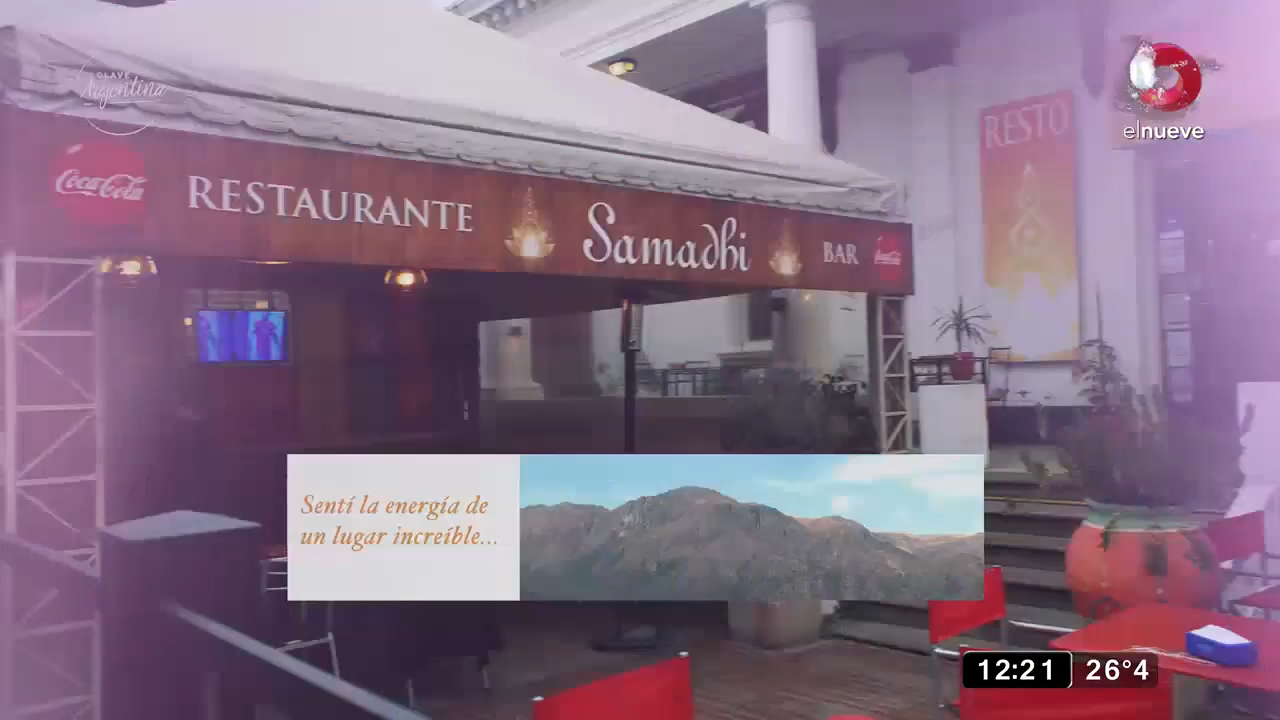 CLAVE
Argentina
elnueve
RESTO
Coca-Cola
RESTAURANTE
Samadhi
BAR
Coca-Cola
Sentí la energía de
un lugar increíble...
12:21
26°4